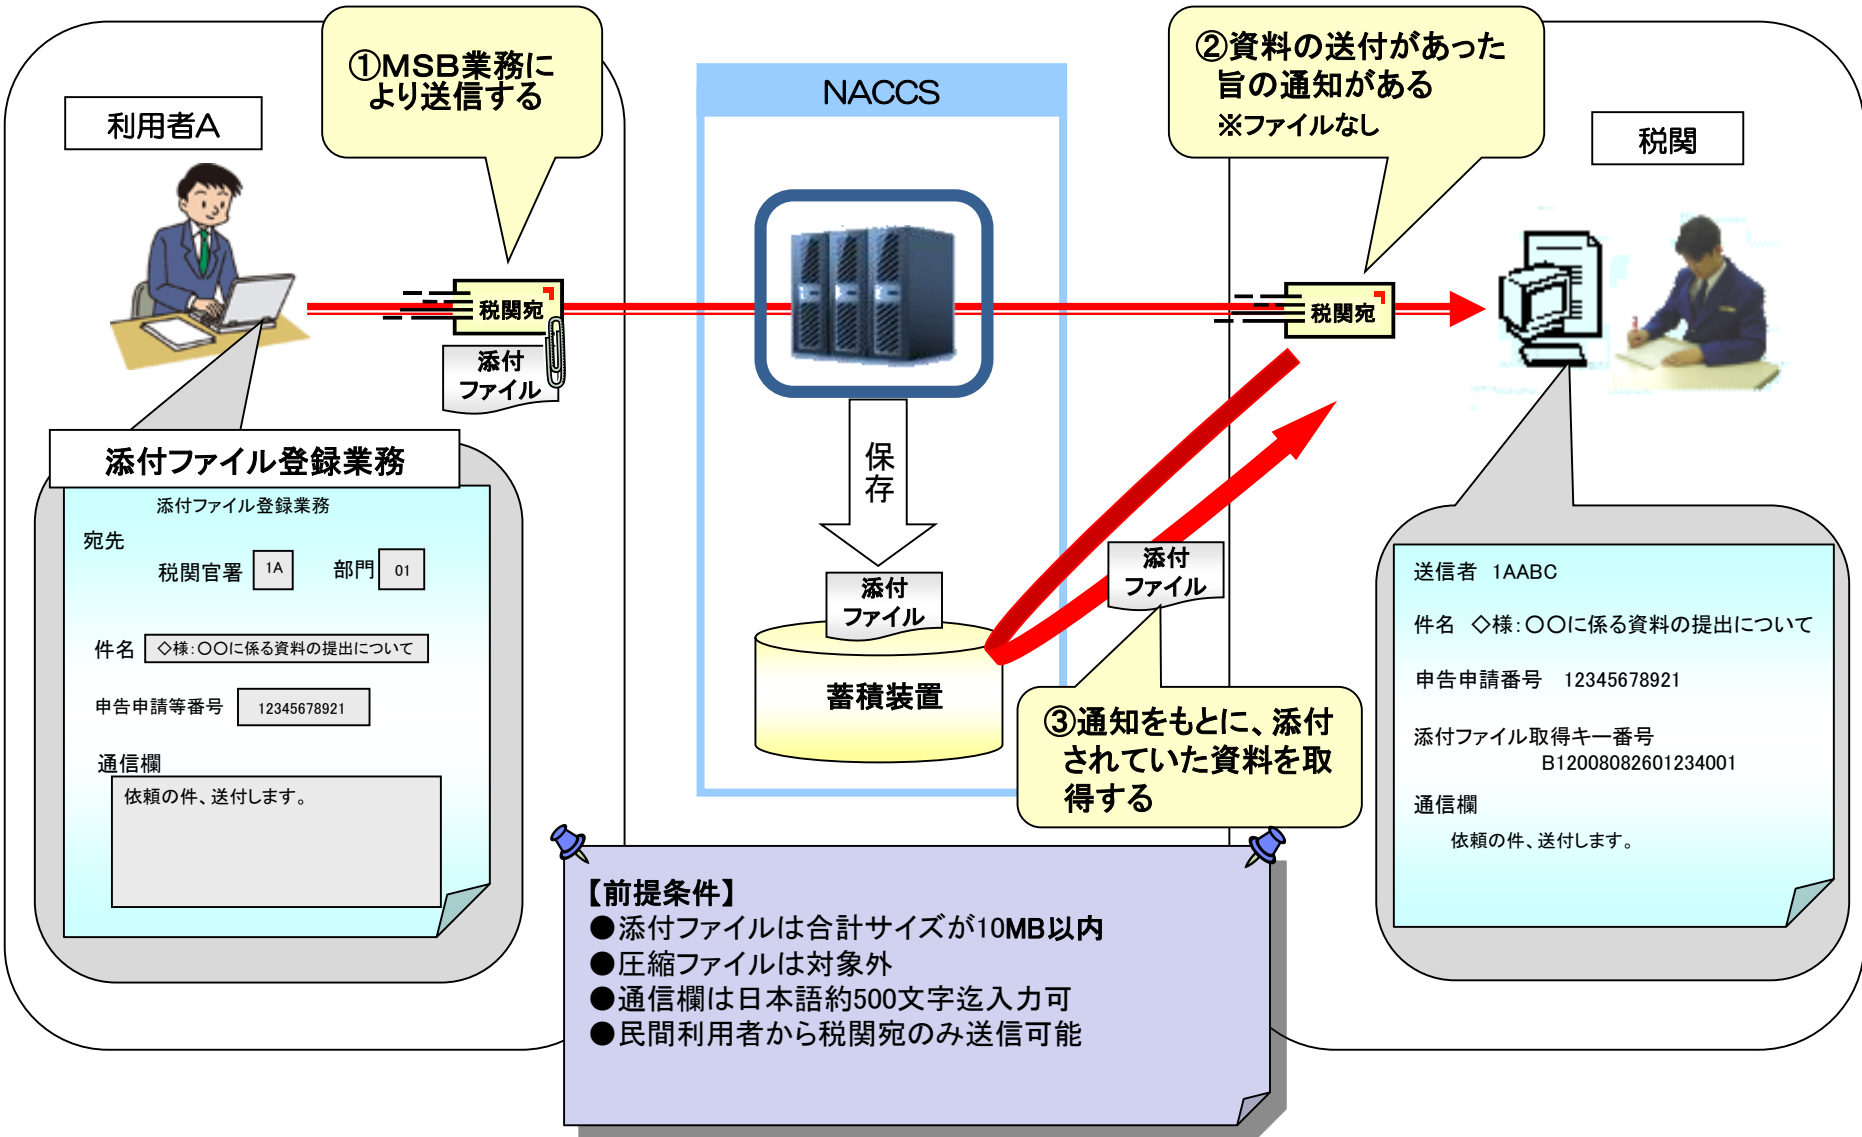 ①MSB業務に
より送信する
利用者A
税関宛
添付
ファイル
添付ファイル登録業務
添付ファイル登録業務
宛先
税関官署 1A 部門 01
件名 ◇様:〇〇に係る資料の提出について
申告申請等番号 12345678921
通信欄
依頼の件、送付します。
NACCS
保存
添付
ファイル
蓄積装置
②資料の送付があった
旨の通知がある
※ファイルなし
税関
税関宛
添付
ファイル
③通知をもとに、添付
されていた資料を取
得する
送信者 1AABC
件名 ◇様:〇〇に係る資料の提出について
申告申請番号 12345678921
添付ファイル取得キー番号
B12008082601234001
通信欄
依頼の件、送付します。
【前提条件】
●添付ファイルは合計サイズが10MB以内
●圧縮ファイルは対象外
●通信欄は日本語約500文字迄入力可
●民間利用者から税関宛のみ送信可能